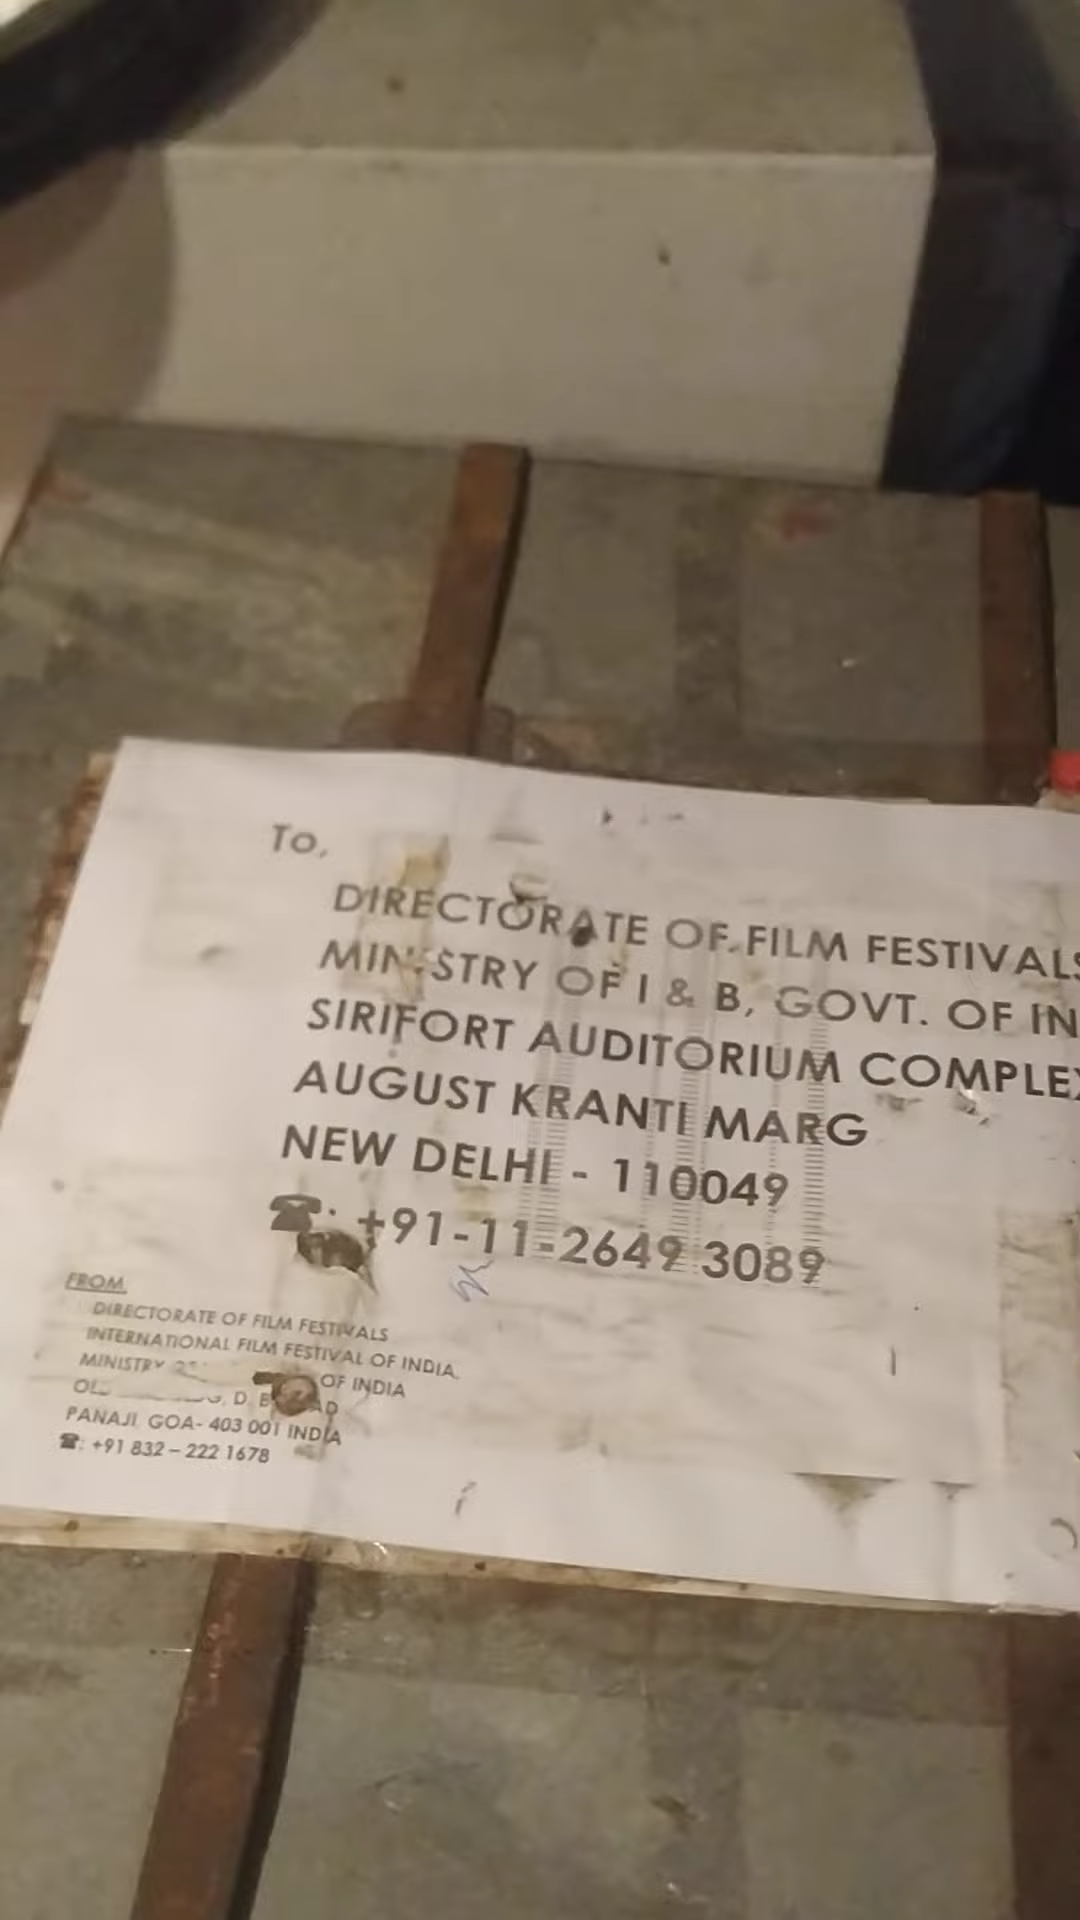 To,
DIRECTORATE OF FILM FESTIVALS
MINISTRY OF I & B, GOVT. OF IN
SIRIFORT AUDITORIUM COMPLEX
AUGUST KRANTI MARG
NEW DELHI - 110049
☎: +91-11-2649 3089
FROM
DIRECTORATE OF FILM FESTIVALS
INTERNATIONAL FILM FESTIVAL OF INDIA,
MINISTRY OF INDIA
PANAJI, GOA- 403 001 INDIA
☎: +91 832 – 222 1678